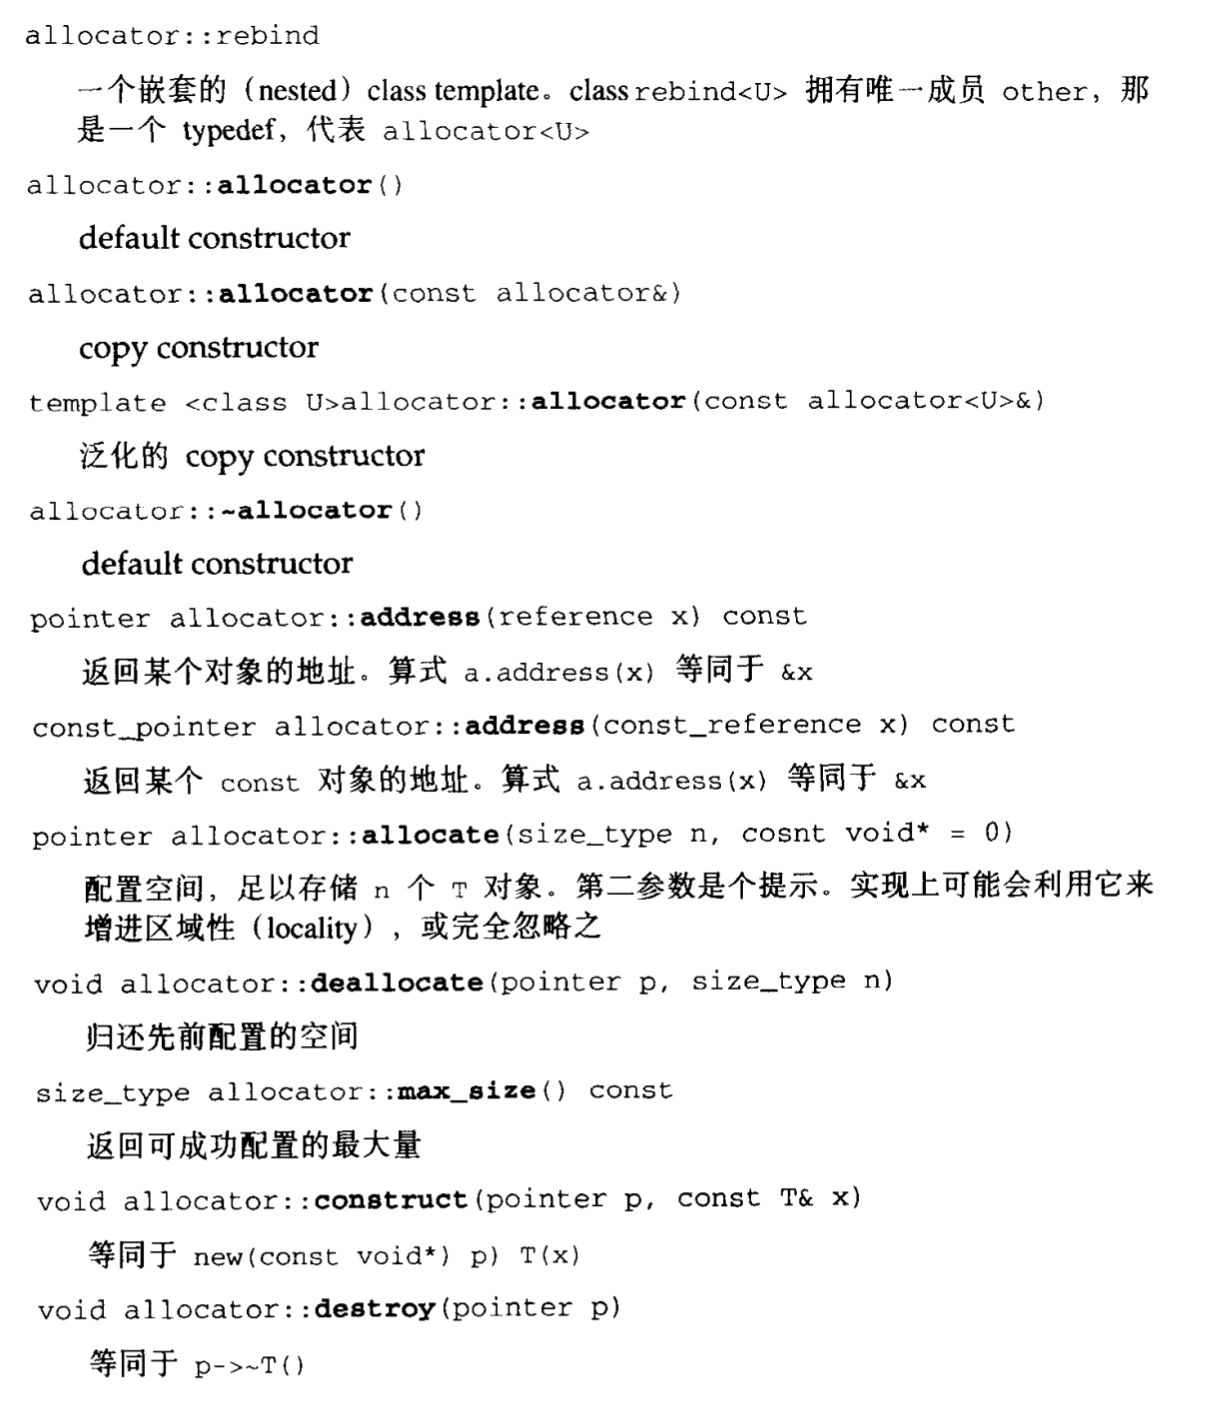 allocator::rebind
一个嵌套的（nested）class template。class rebind<U> 拥有唯一成员 other，那
是一个 typedef，代表 allocator<U>
allocator::allocator()
default constructor
allocator::allocator(const allocator&)
copy constructor
template <class U>allocator::allocator(const allocator<U>&)
泛化的 copy constructor
allocator::~allocator()
default constructor
pointer allocator::address(reference x) const
返回某个对象的地址。算式 a.address(x) 等同于 &x
const_pointer allocator::address(const_reference x) const
返回某个 const 对象的地址。算式 a.address(x) 等同于 &x
pointer allocator::allocate(size_type n, cosnt void* = 0)
配置空间，足以存储 n 个 T 对象。第二参数是个提示。实现上可能会利用它来
增进区域性（locality），或完全忽略之
void allocator::deallocate(pointer p, size_type n)
归还先前配置的空间
size_type allocator::max_size() const
返回可成功配置的最大量
void allocator::construct(pointer p, const T& x)
等同于 new(const void*) p) T(x)
void allocator::destroy(pointer p)
等同于 p->~T()